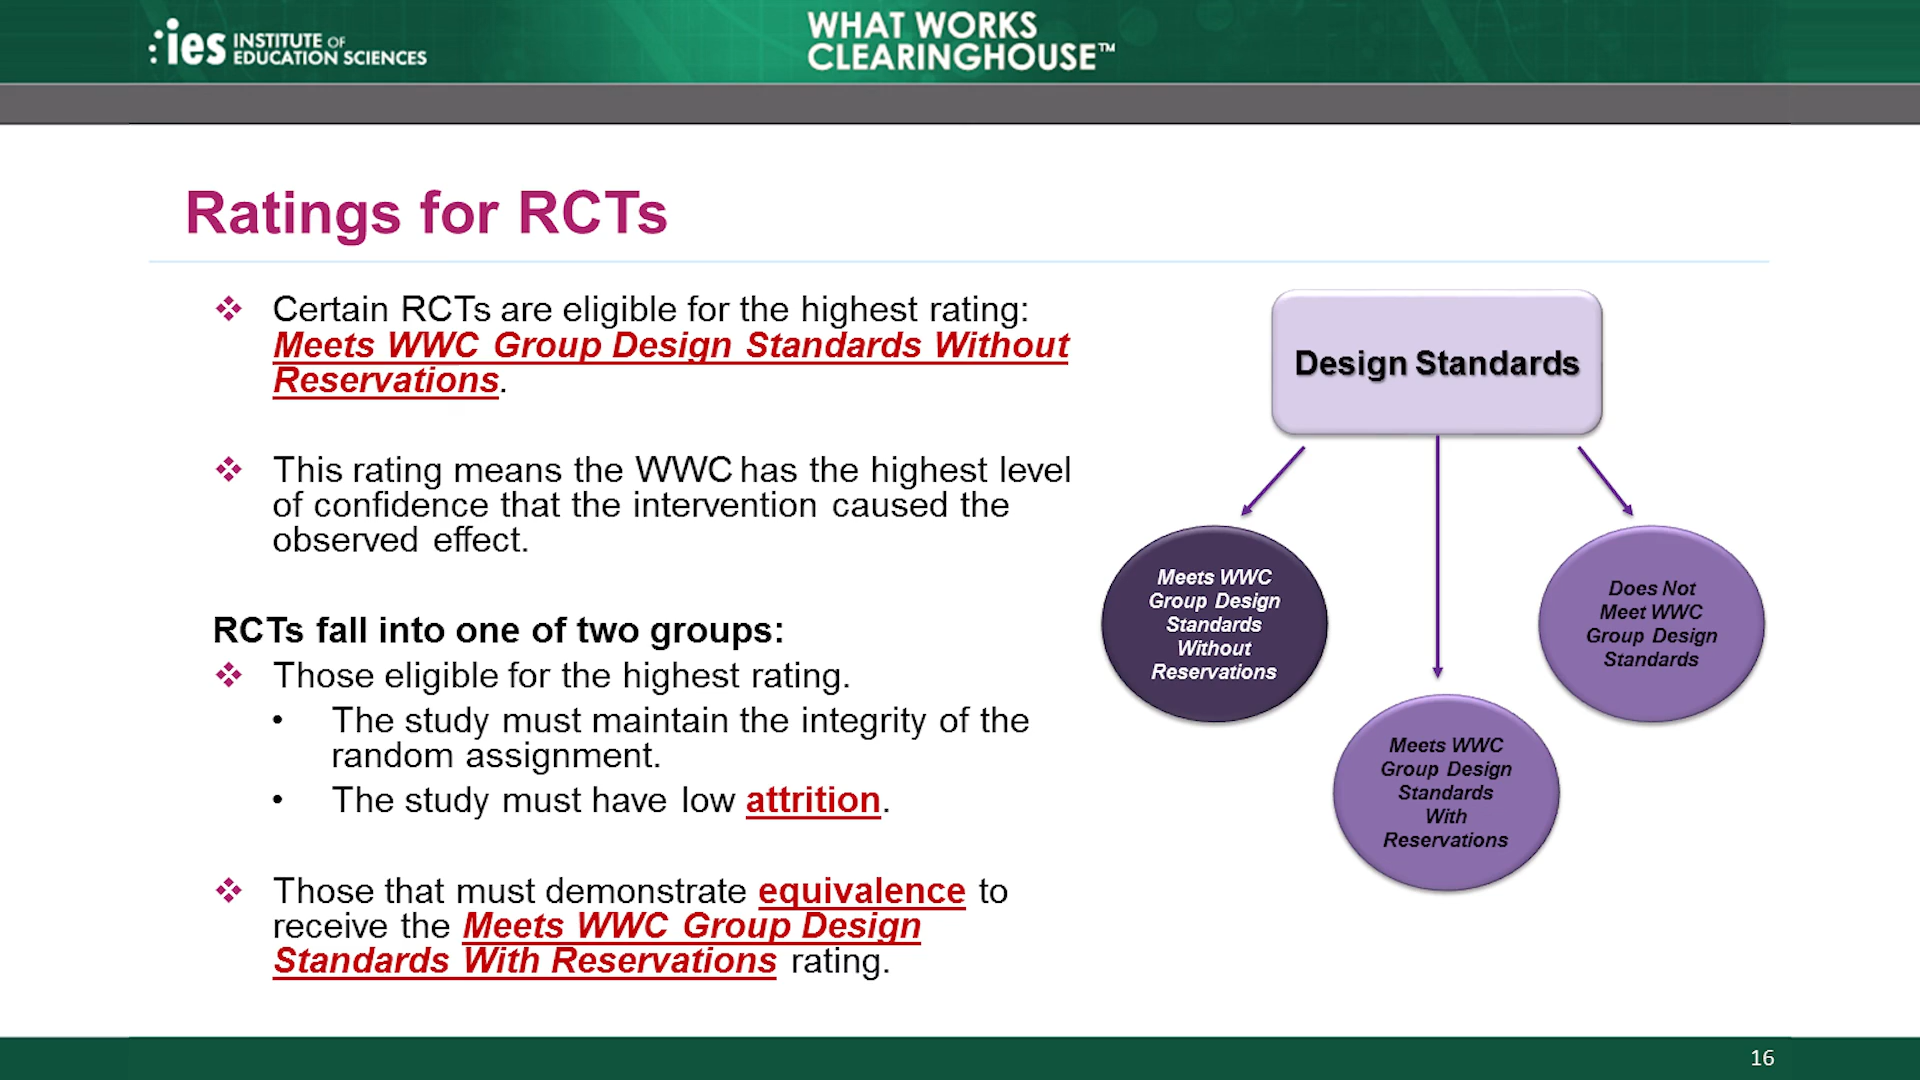 ies INSTITUTE OF
EDUCATION SCIENCES
WHAT WORKS
CLEARINGHOUSE™
Ratings for RCTs
❖ Certain RCTs are eligible for the highest rating:
Meets WWC Group Design Standards Without
Reservations.
❖ This rating means the WWC has the highest level
of confidence that the intervention caused the
observed effect.
RCTs fall into one of two groups:
❖ Those eligible for the highest rating.
• The study must maintain the integrity of the
random assignment.
• The study must have low attrition.
❖ Those that must demonstrate equivalence to
receive the Meets WWC Group Design
Standards With Reservations rating.
Design Standards
Meets WWC
Group Design
Standards
Without
Reservations
Meets WWC
Group Design
Standards
With
Reservations
Does Not
Meet WWC
Group Design
Standards
16